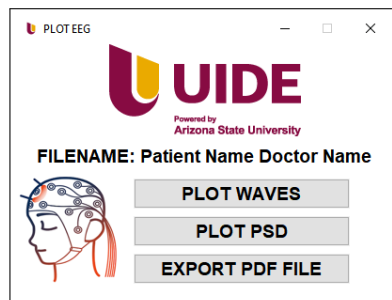 PLOT EEG
UIDE
Powered by
Arizona State University
FILENAME: Patient Name Doctor Name
PLOT WAVES
PLOT PSD
EXPORT PDF FILE